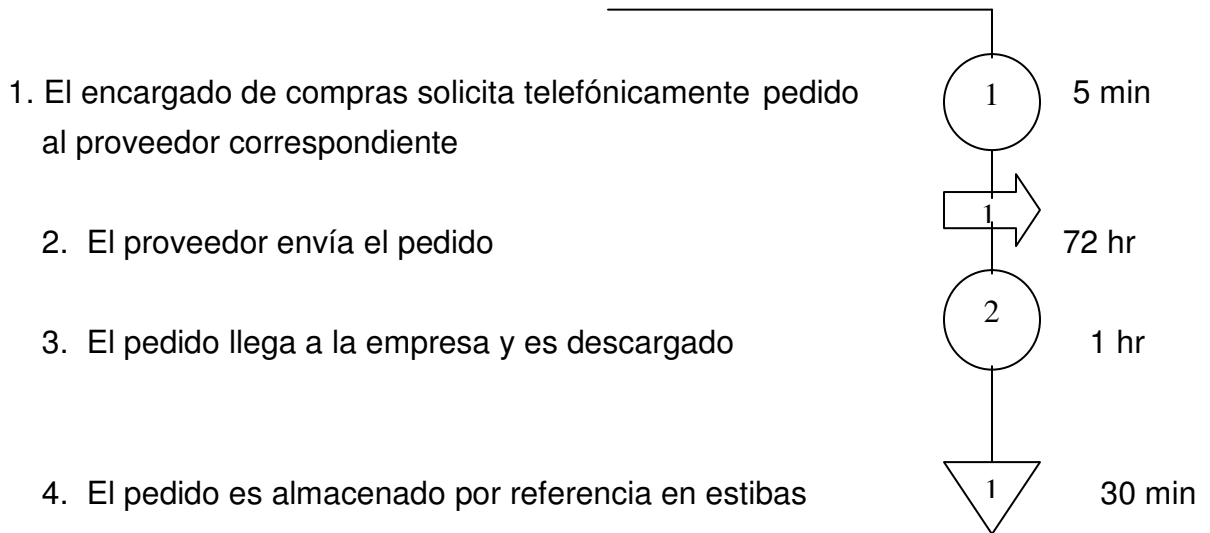 1. El encargado de compras solicita telefónicamente pedido
al proveedor correspondiente
1
5 min
2. El proveedor envía el pedido
1
72 hr
3. El pedido llega a la empresa y es descargado
2
1 hr
4. El pedido es almacenado por referencia en estibas
1
30 min